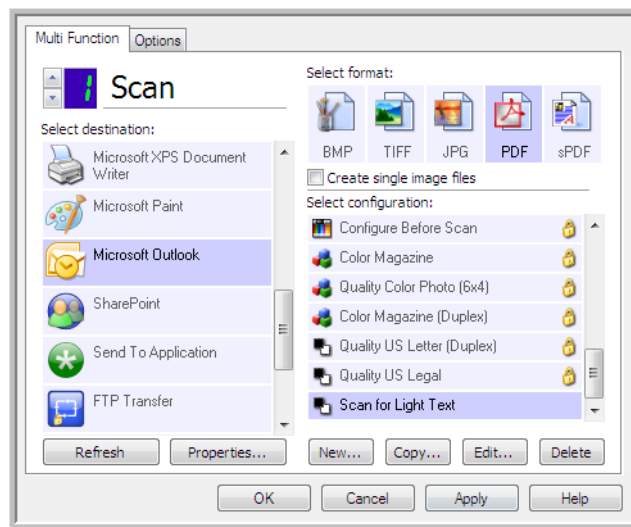 Multi Function
Options
1
Scan
Select destination:
Microsoft XPS Document
Writer
Microsoft Paint
Microsoft Outlook
SharePoint
Send To Application
FTP Transfer
Refresh
Properties...
Select format:
BMP
TIFF
JPG
PDF
sPDF
Create single image files
Select configuration:
Configure Before Scan
Color Magazine
Quality Color Photo (6x4)
Color Magazine (Duplex)
Quality US Letter (Duplex)
Quality US Legal
Scan for Light Text
New...
Copy...
Edit...
Delete
OK
Cancel
Apply
Help